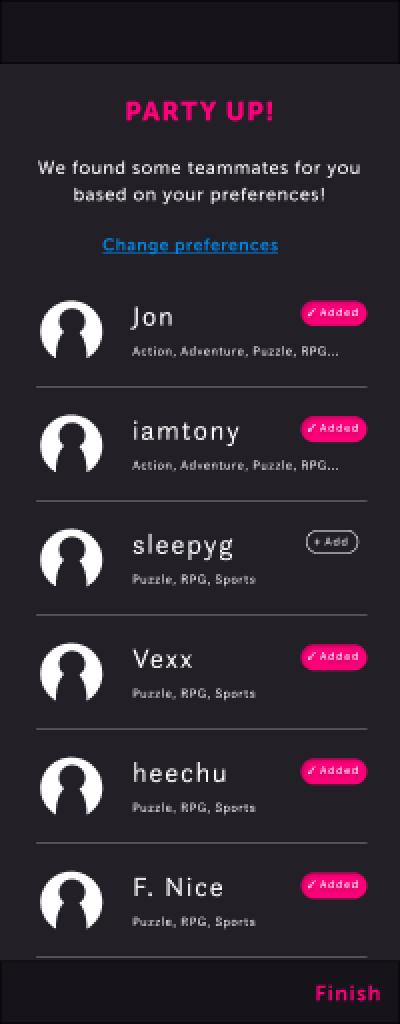 PARTY UP!
We found some teammates for you
based on your preferences!
Change preferences
Jon
✓ Added
Action, Adventure, Puzzle, RPG...
iamtony
✓ Added
Action, Adventure, Puzzle, RPG...
sleepyg
+ Add
Puzzle, RPG, Sports
Vexx
✓ Added
Puzzle, RPG, Sports
heechu
✓ Added
Puzzle, RPG, Sports
F. Nice
✓ Added
Puzzle, RPG, Sports
Finish